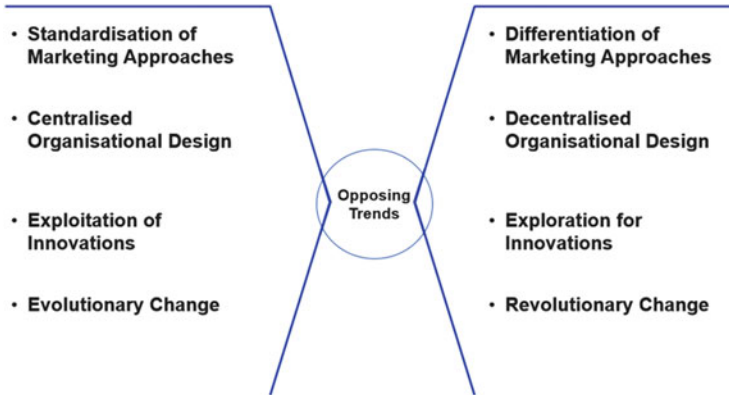 • Standardisation of
Marketing Approaches
• Centralised
Organisational Design
• Exploitation of
Innovations
• Evolutionary Change
Opposing
Trends
• Differentiation of
Marketing Approaches
• Decentralised
Organisational Design
• Exploration for
Innovations
• Revolutionary Change